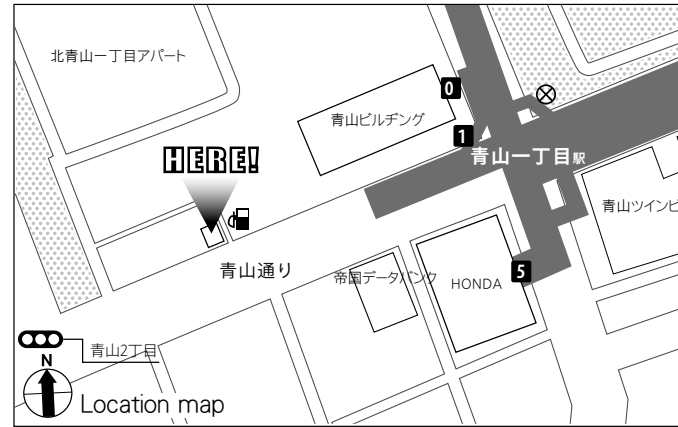 北青山一丁目アパート
0
青山ビルヂング
1
青山一丁目駅
HERE!
青山ツインビ
青山通り
帝国データバンク
HONDA
5
青山2丁目
N
Location map